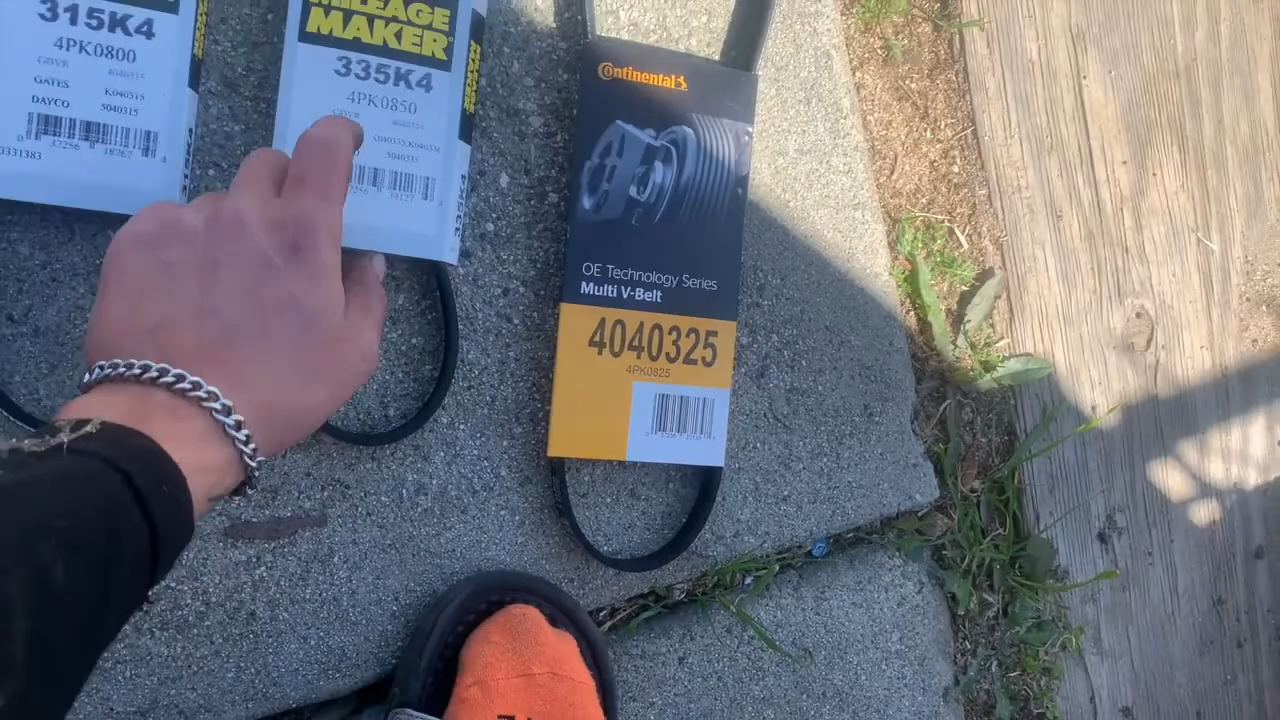 315K4
4PK0800
GATES K040315
DAYCO 5040315
3331383
MILEAGE
MAKER
335K4
4PK0850
5040335
335K4
Continental
OE Technology Series
Multi V-Belt
4040325
4PK0825